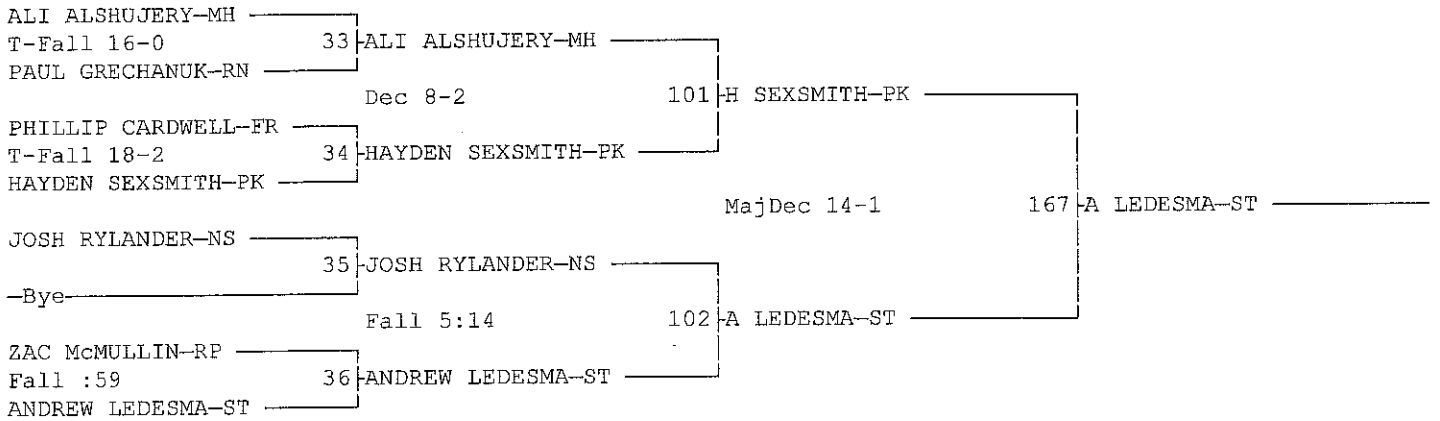 ALI ALSHUJERY—MH
T-Fall 16-0 33 ALI ALSHUJERY—MH
PAUL GRECHANUK—RN
Dec 8-2 101 H SEXSMITH—PK
PHILLIP CARDWELL—FR
T-Fall 18-2 34 HAYDEN SEXSMITH—PK
HAYDEN SEXSMITH—PK
MajDec 14-1 167 A LEDESMA—ST
JOSH RYLANDER—NS
35 JOSH RYLANDER—NS
—Bye—
Fall 5:14 102 A LEDESMA—ST
ZAC McMULLIN—RP
Fall :59 36 ANDREW LEDESMA—ST
ANDREW LEDESMA—ST